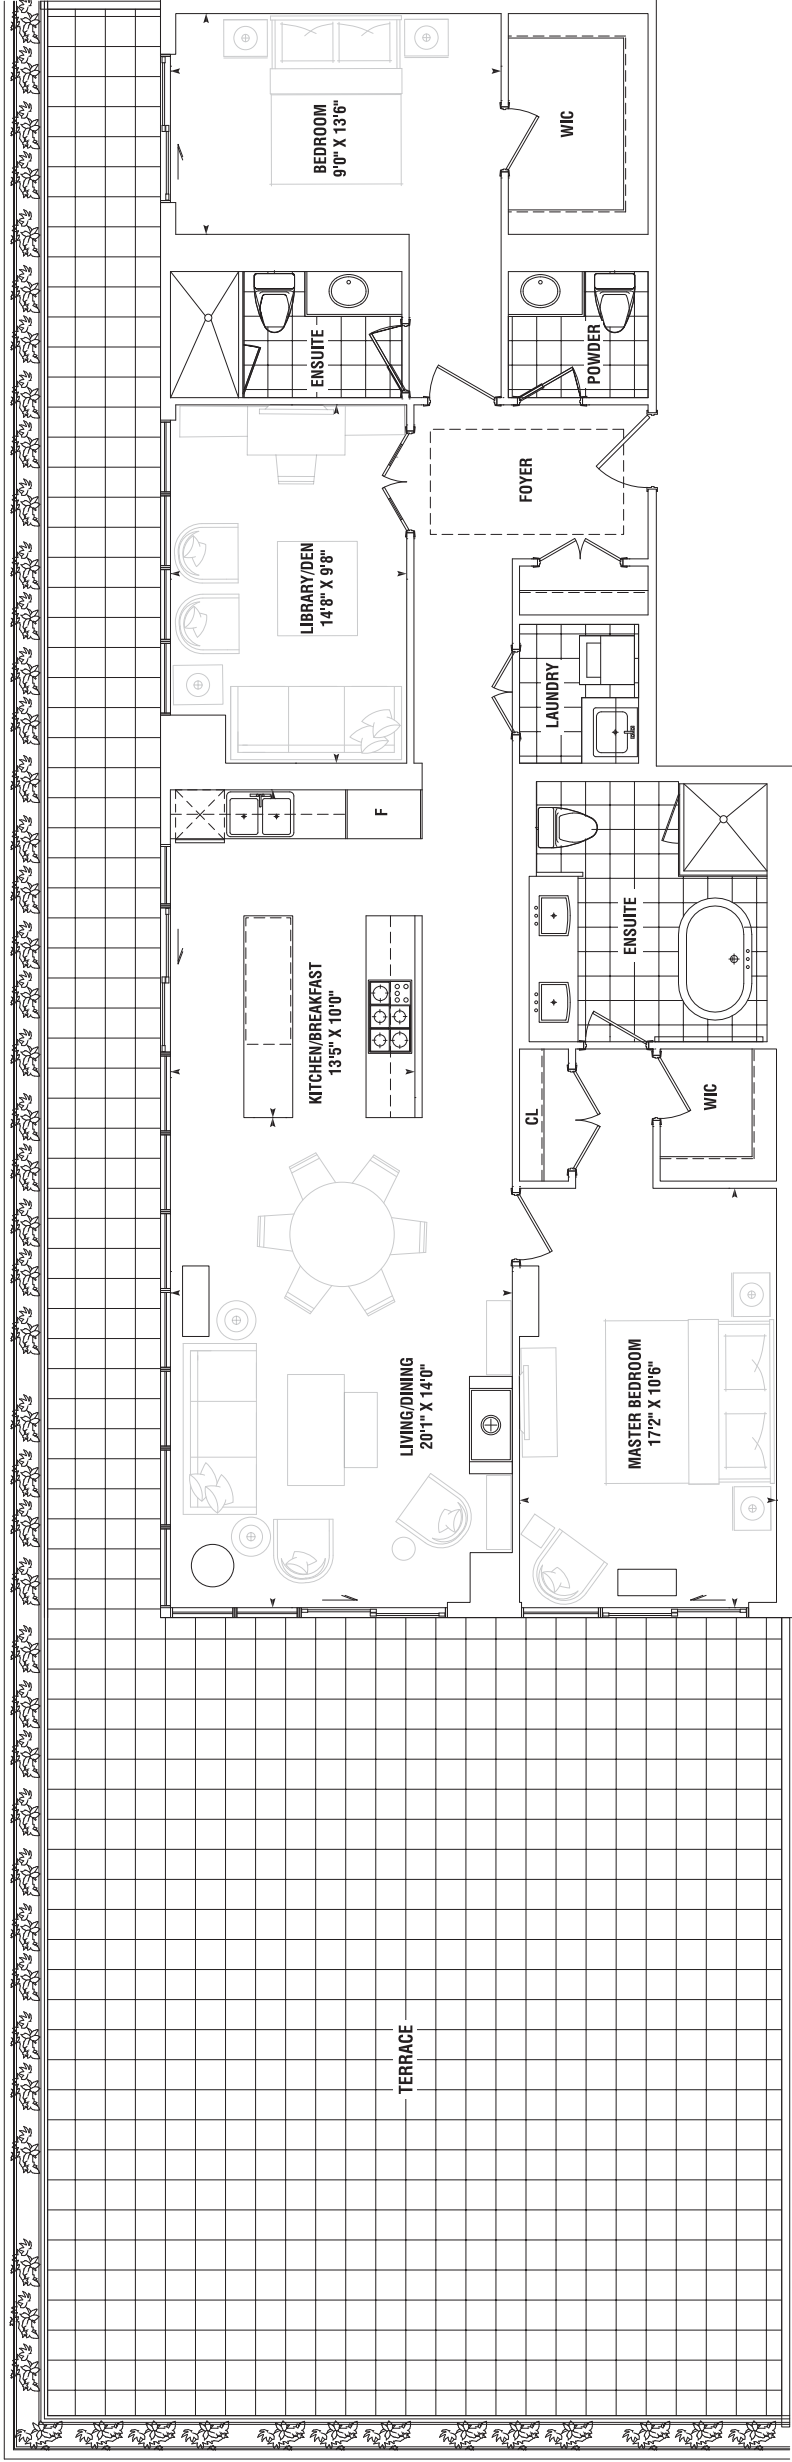 BEDROOM
9'0" X 13'6"
WIC
ENSUITE
POWDER
FOYER
LIBRARY/DEN
14'8" X 9'8"
LAUNDRY
F
KITCHEN/BREAKFAST
13'5" X 10'0"
ENSUITE
CL
WIC
LIVING/DINING
20'1" X 14'0"
MASTER BEDROOM
17'2" X 10'6"
TERRACE